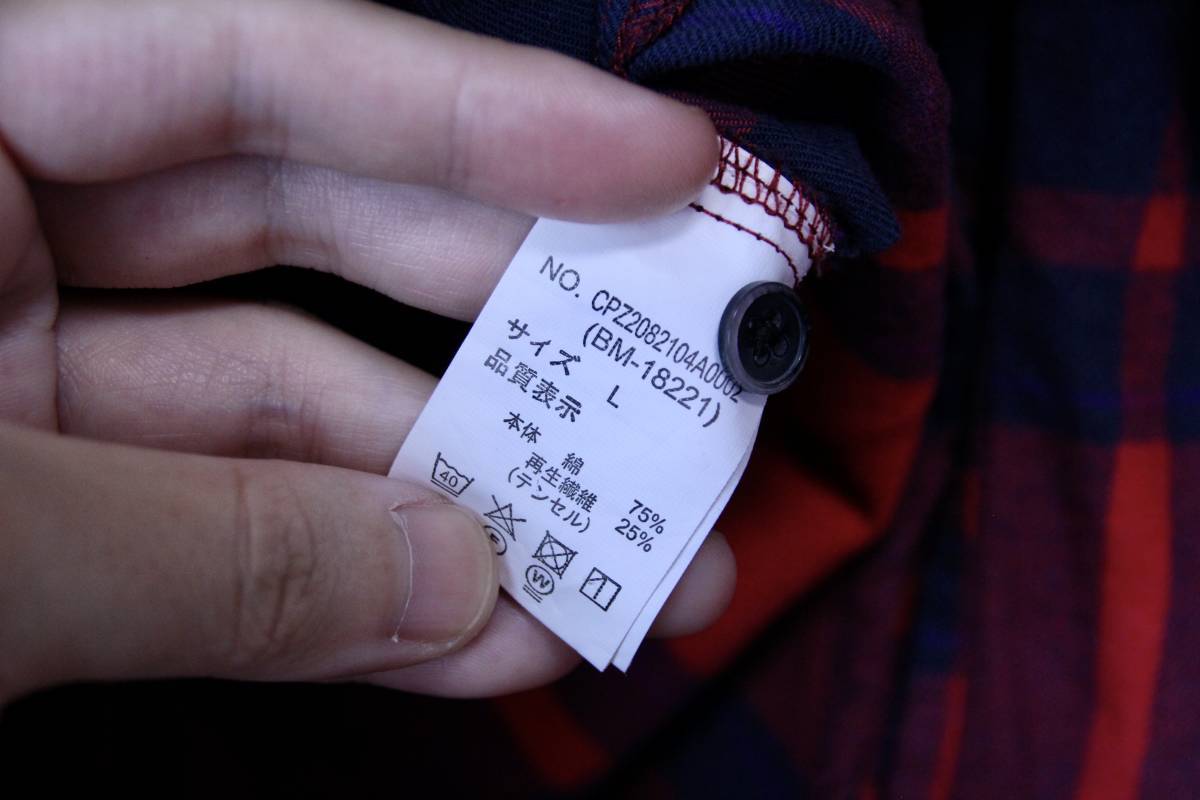 NO. CPZ2082104A0002
(BM-18221)
サイズ L
品質表示
本体 綿 75%
再生繊維 25%
(テンセル)
40
W